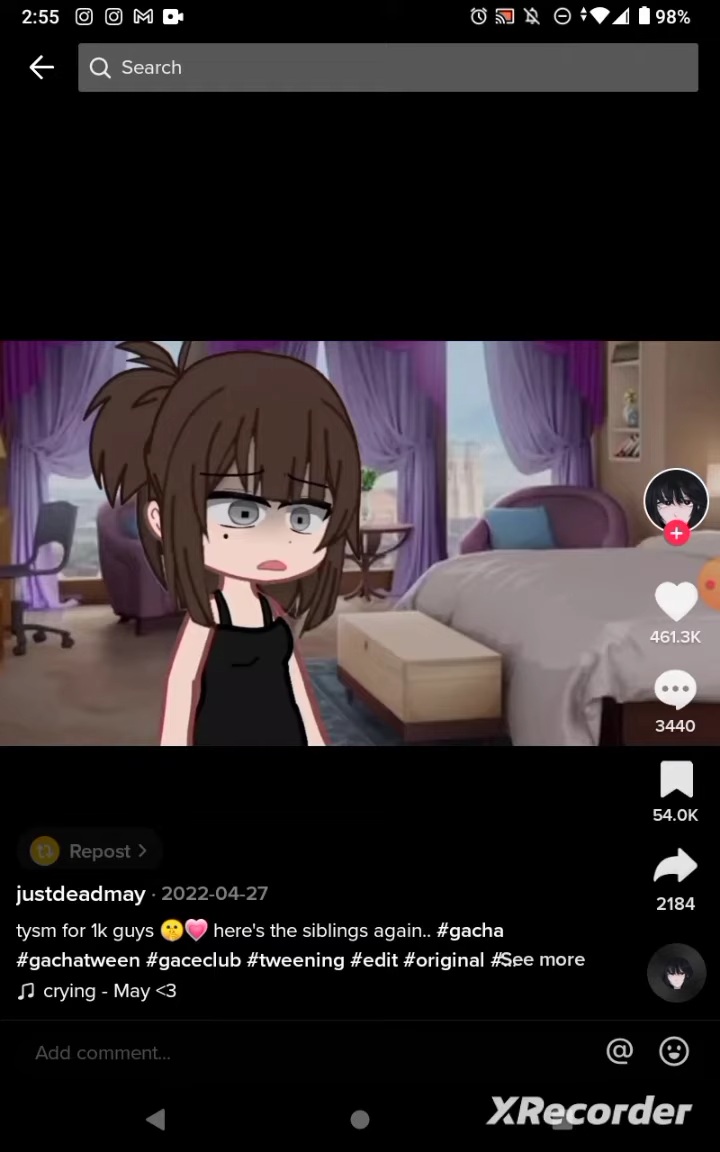 2:55
98%
Search
461.3K
3440
54.0K
2184
Repost
justdeadmay · 2022-04-27
tysm for 1k guys 🤫💗 here's the siblings again.. #gacha
#gachatween #gaceclub #tweening #edit #original #... See more
crying - May <3
Add comment...
XRecorder